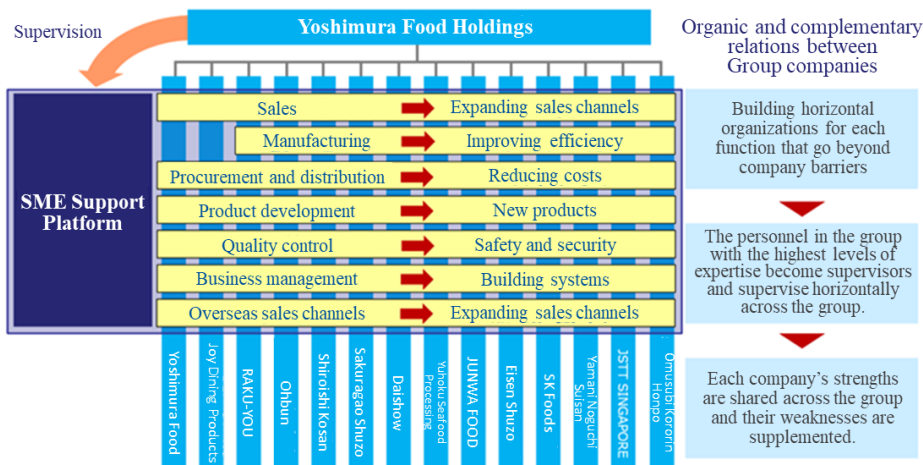 Supervision
Yoshimura Food Holdings
Organic and complementary
relations between
Group companies
SME Support
Platform
Sales
Expanding sales channels
Manufacturing
Improving efficiency
Procurement and distribution
Reducing costs
Product development
New products
Quality control
Safety and security
Business management
Building systems
Overseas sales channels
Expanding sales channels
Building horizontal
organizations for each
function that go beyond
company barriers
The personnel in the group
with the highest levels of
expertise become supervisors
and supervise horizontally
across the group.
Each company's strengths
are shared across the group
and their weaknesses are
supplemented.
Yoshimura Food
Joy Dining Products
RAKU-YOU
Ohbun
Shiroishi Kosan
Sakuragao Shuzo
Daishow
Yuhoku Seafood
Processing
JUNWA FOOD
Eisen Shuzo
SK Foods
Yamani Noguchi
Suisan
JSTT SINGAPORE
Omusubi Kororin
Honpo